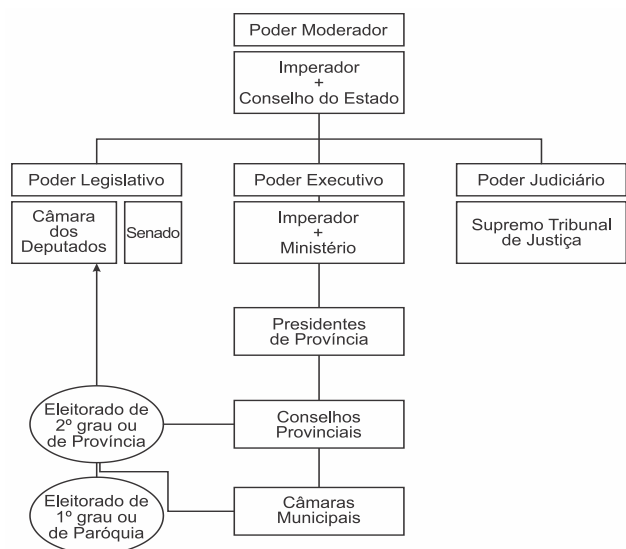 Poder Moderador
Imperador
+
Conselho do Estado
Poder Legislativo
Poder Executivo
Poder Judiciário
Câmara
dos
Deputados
Senado
Imperador
+
Ministério
Supremo Tribunal
de Justiça
Presidentes
de Província
Eleitorado de
2º grau ou
de Província
Conselhos
Provinciais
Eleitorado de
1º grau ou
de Paróquia
Câmaras
Municipais